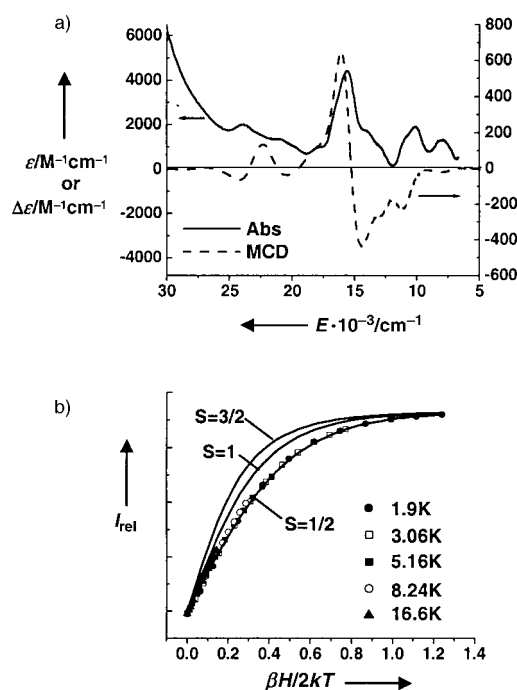 a)
6000
4000
2000
0
-2000
-4000
800
600
400
200
0
-200
-400
-600
ε/M⁻¹cm⁻¹
or
Δε/M⁻¹cm⁻¹
Abs
MCD
30 25 20 15 10 5
E·10⁻³/cm⁻¹
b)
S=3/2
S=1
S=1/2
I rel
1.9K
3.06K
5.16K
8.24K
16.6K
0.0 0.2 0.4 0.6 0.8 1.0 1.2 1.4
βH/2kT